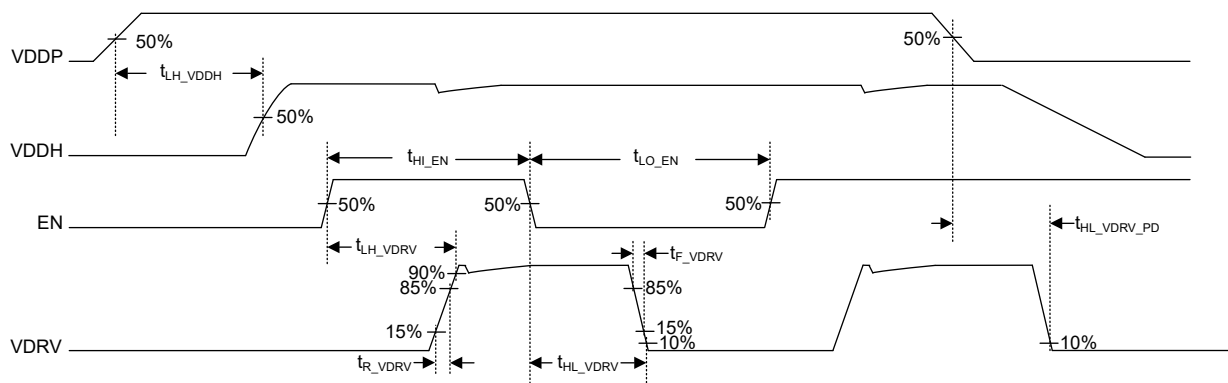 VDDP
50%
50%
tLH_VDDH
VDDH
50%
tHI_EN
tLO_EN
EN
50%
50%
50%
tHL_VDRV_PD
tLH_VDRV
tF_VDRV
90%
85%
85%
15%
15%
10%
10%
VDRV
tR_VDRV
tHL_VDRV